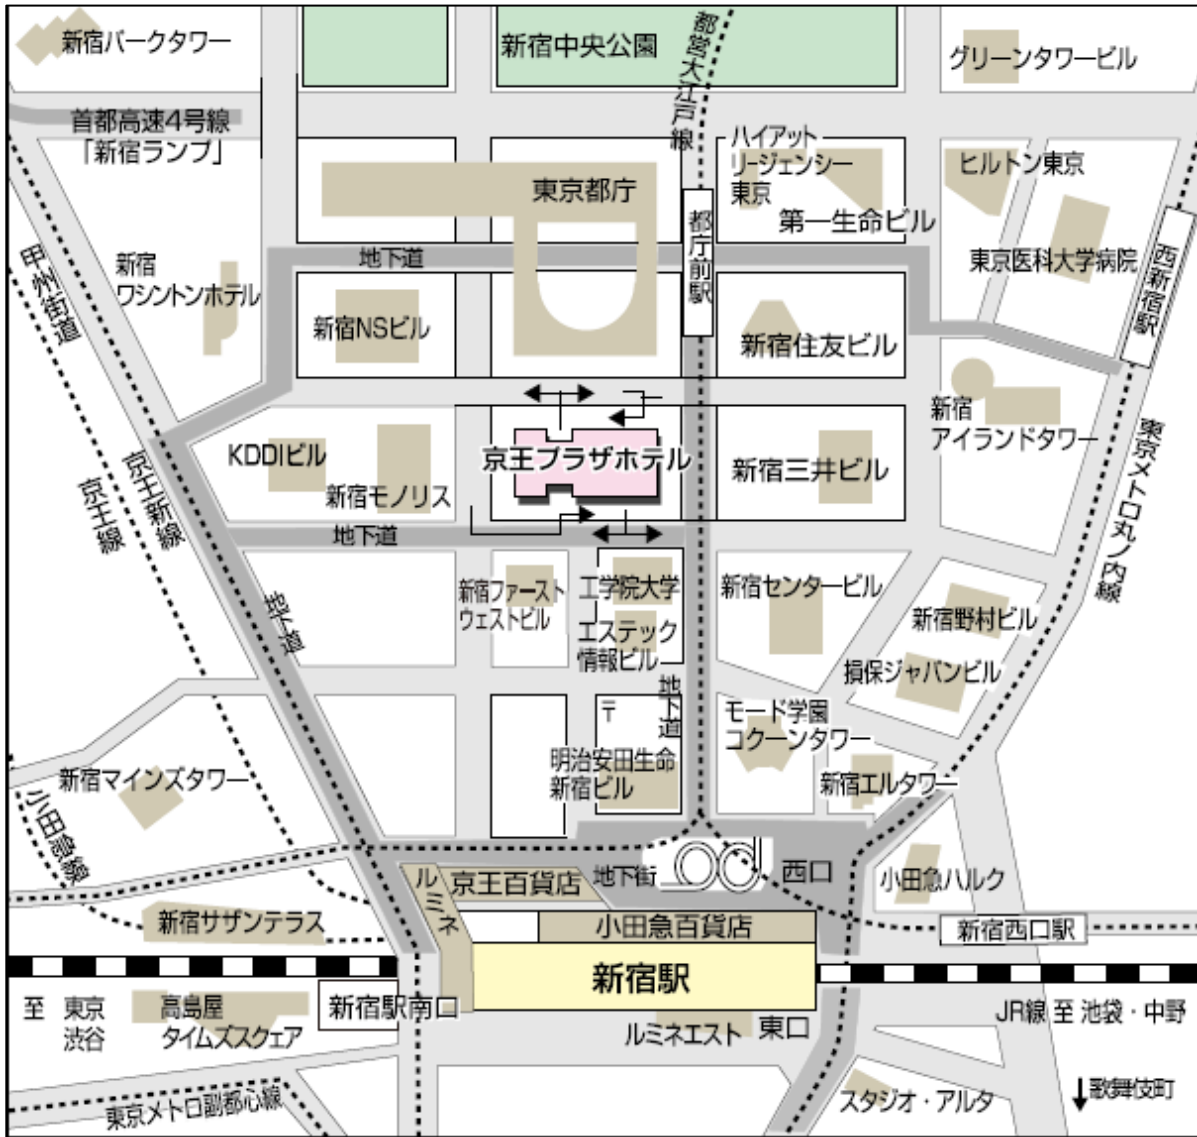 新宿パークタワー
新宿中央公園
都営大江戸線
グリーンタワービル
首都高速4号線
「新宿ランプ」
ハイアット
リージェンシー
東京
ヒルトン東京
東京都庁
第一生命ビル
都庁前駅
東京医科大学病院
西新宿駅
地下道
甲州街道
新宿
ワシントンホテル
新宿NSビル
新宿住友ビル
新宿
アイランドタワー
京王プラザホテル
KDDIビル
新宿モノリス
新宿三井ビル
東京メトロ丸ノ内線
京王新線
京王線
地下道
新宿ファースト
ウェストビル
工学院大学
エステック
情報ビル
新宿センタービル
新宿野村ビル
損保ジャパンビル
地下道
地下道
〒
モード学園
コクーンタワー
明治安田生命
新宿ビル
新宿エルタワー
新宿マインズタワー
小田急線
ルミネ
京王百貨店
地下街
西口
小田急ハルク
新宿サザンテラス
小田急百貨店
新宿西口駅
新宿駅
至 東京
渋谷
高島屋
タイムズスクェア
新宿駅南口
ルミネエスト
東口
JR線 至 池袋・中野
東京メトロ副都心線
スタジオ・アルタ
歌舞伎町